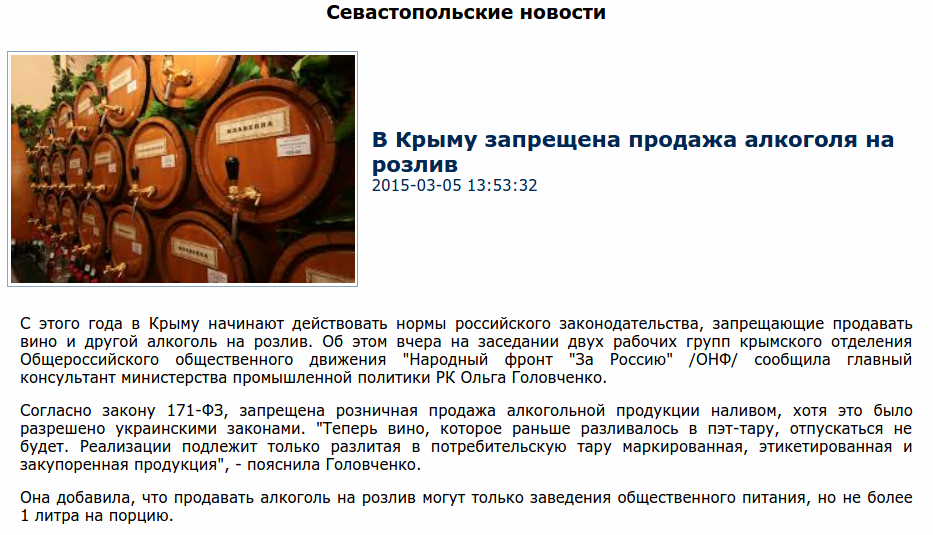 Севастопольские новости
ИЗАБЕЛЛА
В Крыму запрещена продажа алкоголя на
розлив
2015-03-05 13:53:32
С этого года в Крыму начинают действовать нормы российского законодательства, запрещающие продавать
вино и другой алкоголь на розлив. Об этом вчера на заседании двух рабочих групп крымского отделения
Общероссийского общественного движения "Народный фронт "За Россию" /ОНФ/ сообщила главный
консультант министерства промышленной политики РК Ольга Головченко.
Согласно закону 171-ФЗ, запрещена розничная продажа алкогольной продукции наливом, хотя это было
разрешено украинскими законами. "Теперь вино, которое раньше разливалось в пэт-тару, отпускаться не
будет. Реализации подлежит только разлитая в потребительскую тару маркированная, этикетированная и
закупоренная продукция", - пояснила Головченко.
Она добавила, что продавать алкоголь на розлив могут только заведения общественного питания, но не более
1 литра на порцию.